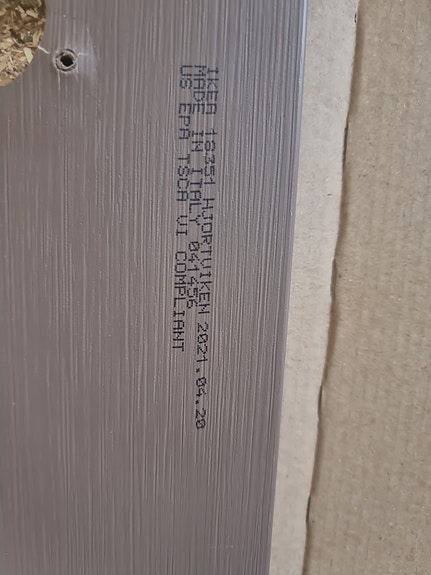 IKEA 18351 HJORTVIKEN 2021.04.20
MADE IN ITALY 041456
US EPA TSCA VI COMPLIANT